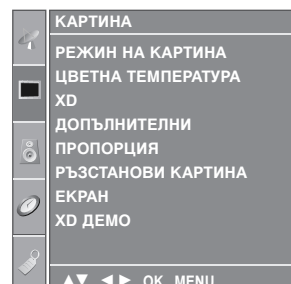 КАРТИНА
РЕЖИН НА КАРТИНА
ЦВЕТНА ТЕМПЕРАТУРА
XD
ДОПЪЛНИТЕЛНИ
ПРОПОРЦИЯ
РЪЗСТАНОВИ КАРТИНА
ЕКРАН
XD ДЕМО
▲▼ ◄► OK MENU